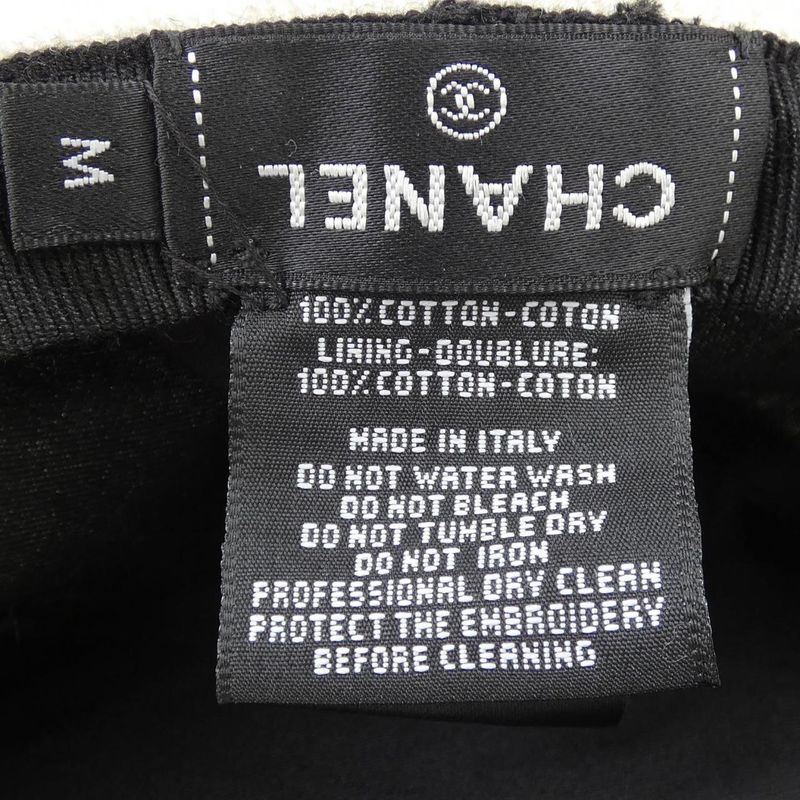 M
CHANEL
100% COTTON-COTON
LINING-DOUBLURE:
100% COTTON-COTON
MADE IN ITALY
DO NOT WATER WASH
DO NOT BLEACH
DO NOT TUMBLE DRY
DO NOT IRON
PROFESSIONAL DRY CLEAN
PROTECT THE EMBROIDERY
BEFORE CLEANING